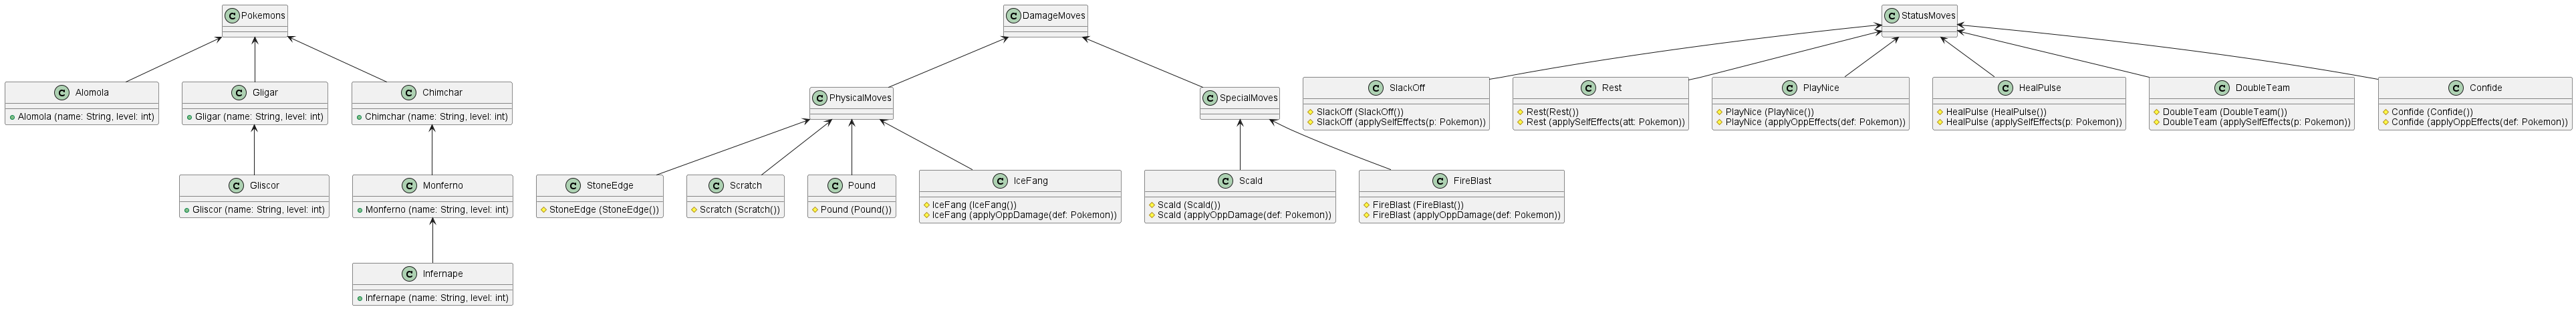 C Pokemons
C DamageMoves
C StatusMoves
C Alomola
Alomola (name: String, level: int)
C Gligar
Gligar (name: String, level: int)
C Chimchar
Chimchar (name: String, level: int)
C PhysicalMoves
C SpecialMoves
C SlackOff
SlackOff (SlackOff())
SlackOff (applySelfEffects(p: Pokemon))
C Rest
Rest(Rest())
Rest (applySelfEffects(att: Pokemon))
C PlayNice
PlayNice (PlayNice())
PlayNice (applyOppEffects(def: Pokemon))
C HealPulse
HealPulse (HealPulse())
HealPulse (applySelfEffects(p: Pokemon))
C DoubleTeam
DoubleTeam (DoubleTeam())
DoubleTeam (applySelfEffects(p: Pokemon))
C Confide
Confide (Confide())
Confide (applyOppEffects(def: Pokemon))
C Gliscor
Gliscor (name: String, level: int)
C Monferno
Monferno (name: String, level: int)
C StoneEdge
StoneEdge (StoneEdge())
C Scratch
Scratch (Scratch())
C Pound
Pound (Pound())
C IceFang
IceFang (IceFang())
IceFang (applyOppDamage(def: Pokemon))
C Scald
Scald (Scald())
Scald (applyOppDamage(def: Pokemon))
C FireBlast
FireBlast (FireBlast())
FireBlast (applyOppDamage(def: Pokemon))
C Infernape
Infernape (name: String, level: int)